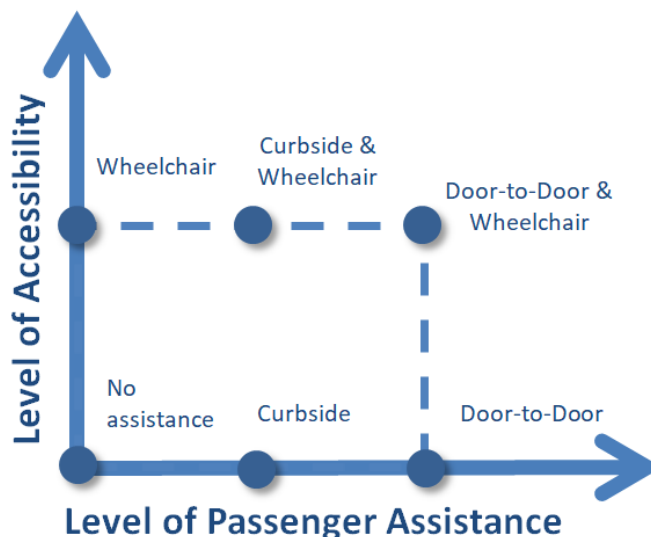 Level of Accessibility
Wheelchair
Curbside &
Wheelchair
Door-to-Door &
Wheelchair
No
assistance
Curbside
Door-to-Door
Level of Passenger Assistance